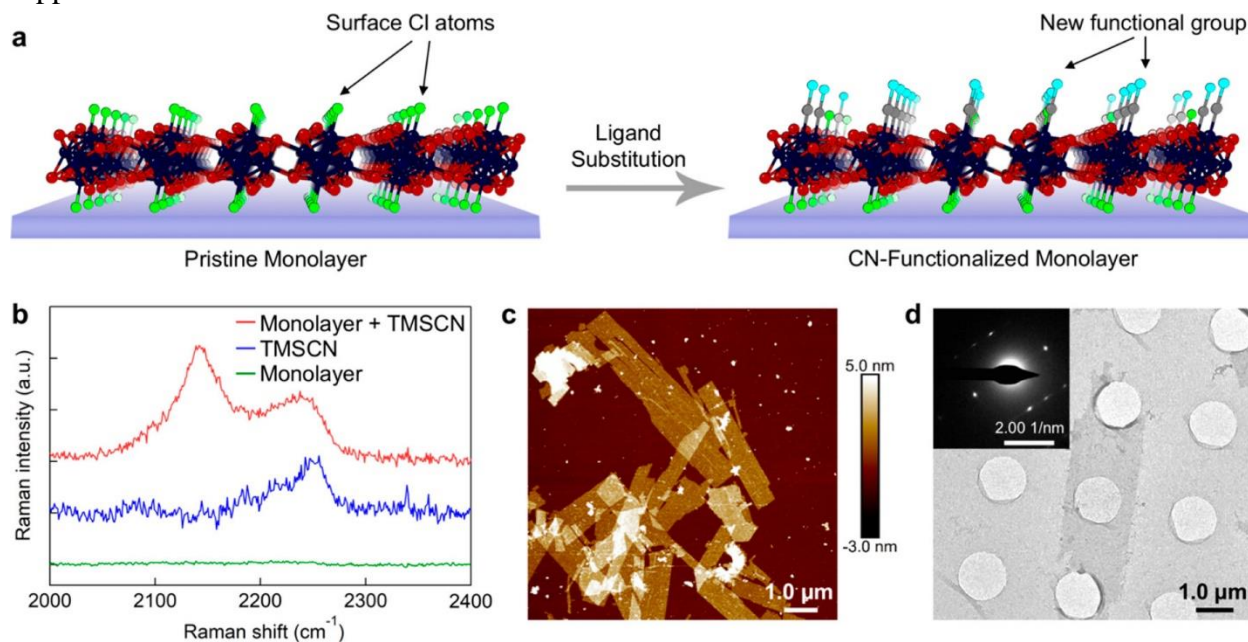 a
Surface Cl atoms
New functional group
Ligand
Substitution
Pristine Monolayer
CN-Functionalized Monolayer
b
Monolayer + TMSCN
TMSCN
Monolayer
Raman intensity (a.u.)
2000 2100 2200 2300 2400
Raman shift (cm⁻¹)
c
5.0 nm
-3.0 nm
1.0 µm
d
2.00 1/nm
1.0 µm